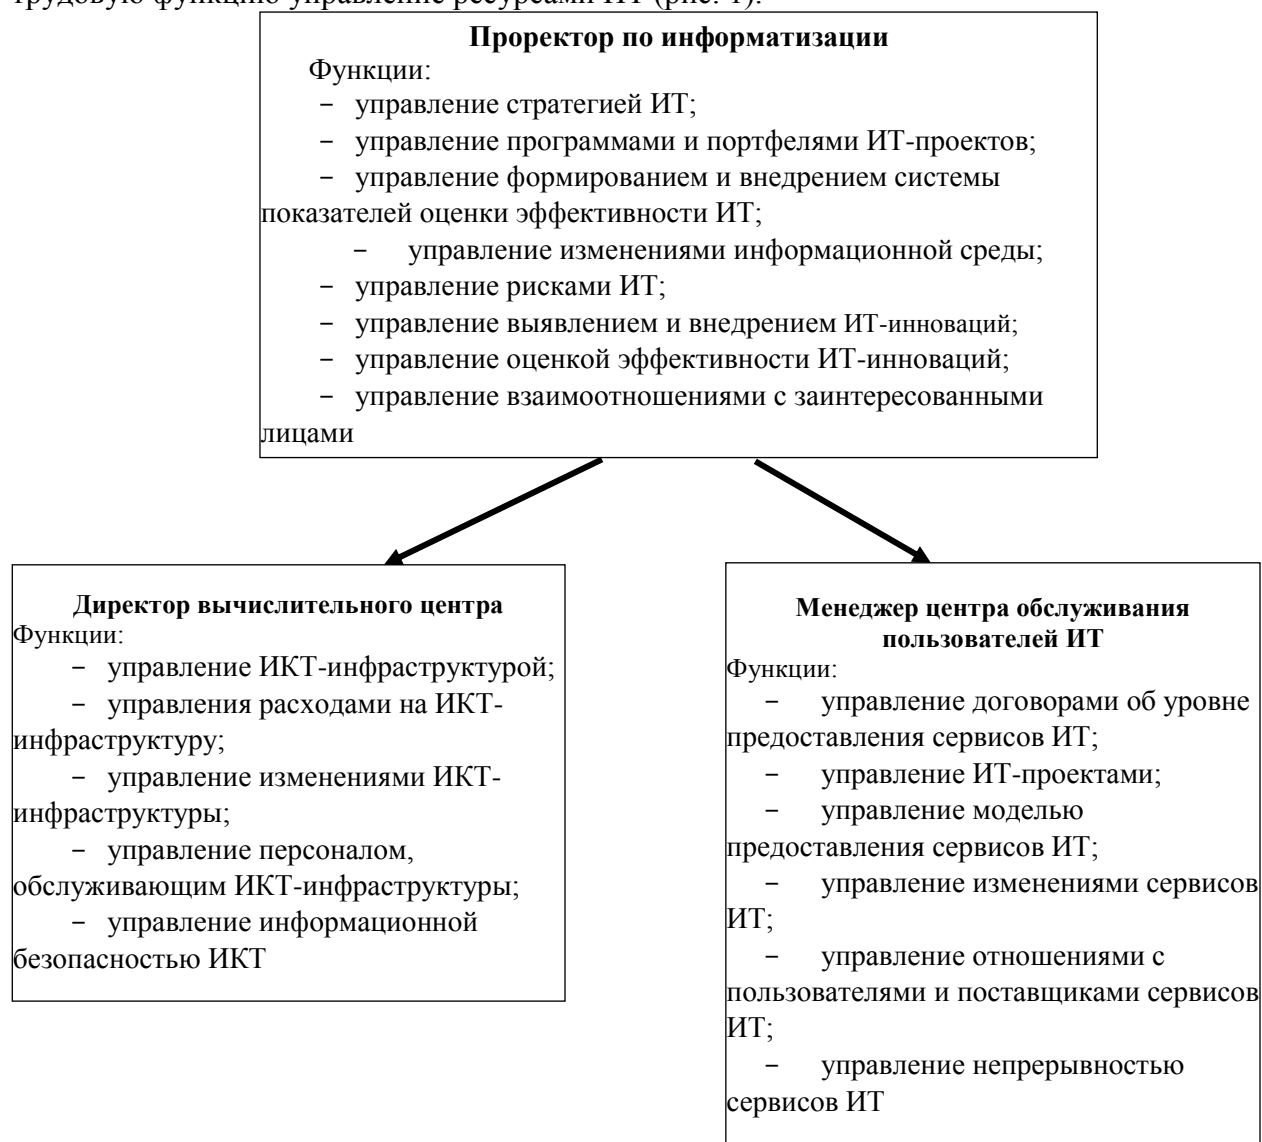 трудовую функцию управление ресурсами ИТ (рис. 1).
Проректор по информатизации
Функции:
− управление стратегией ИТ;
− управление программами и портфелями ИТ-проектов;
− управление формированием и внедрением системы
показателей оценки эффективности ИТ;
− управление изменениями информационной среды;
− управление рисками ИТ;
− управление выявлением и внедрением ИТ-инноваций;
− управление оценкой эффективности ИТ-инноваций;
− управление взаимоотношениями с заинтересованными
лицами
Директор вычислительного центра
Функции:
− управление ИКТ-инфраструктурой;
− управления расходами на ИКТ-
инфраструктуру;
− управление изменениями ИКТ-
инфраструктуры;
− управление персоналом,
обслуживающим ИКТ-инфраструктуры;
− управление информационной
безопасностью ИКТ
Менеджер центра обслуживания
пользователей ИТ
Функции:
− управление договорами об уровне
предоставления сервисов ИТ;
− управление ИТ-проектами;
− управление моделью
предоставления сервисов ИТ;
− управление изменениями сервисов
ИТ;
− управление отношениями с
пользователями и поставщиками сервисов
ИТ;
− управление непрерывностью
сервисов ИТ